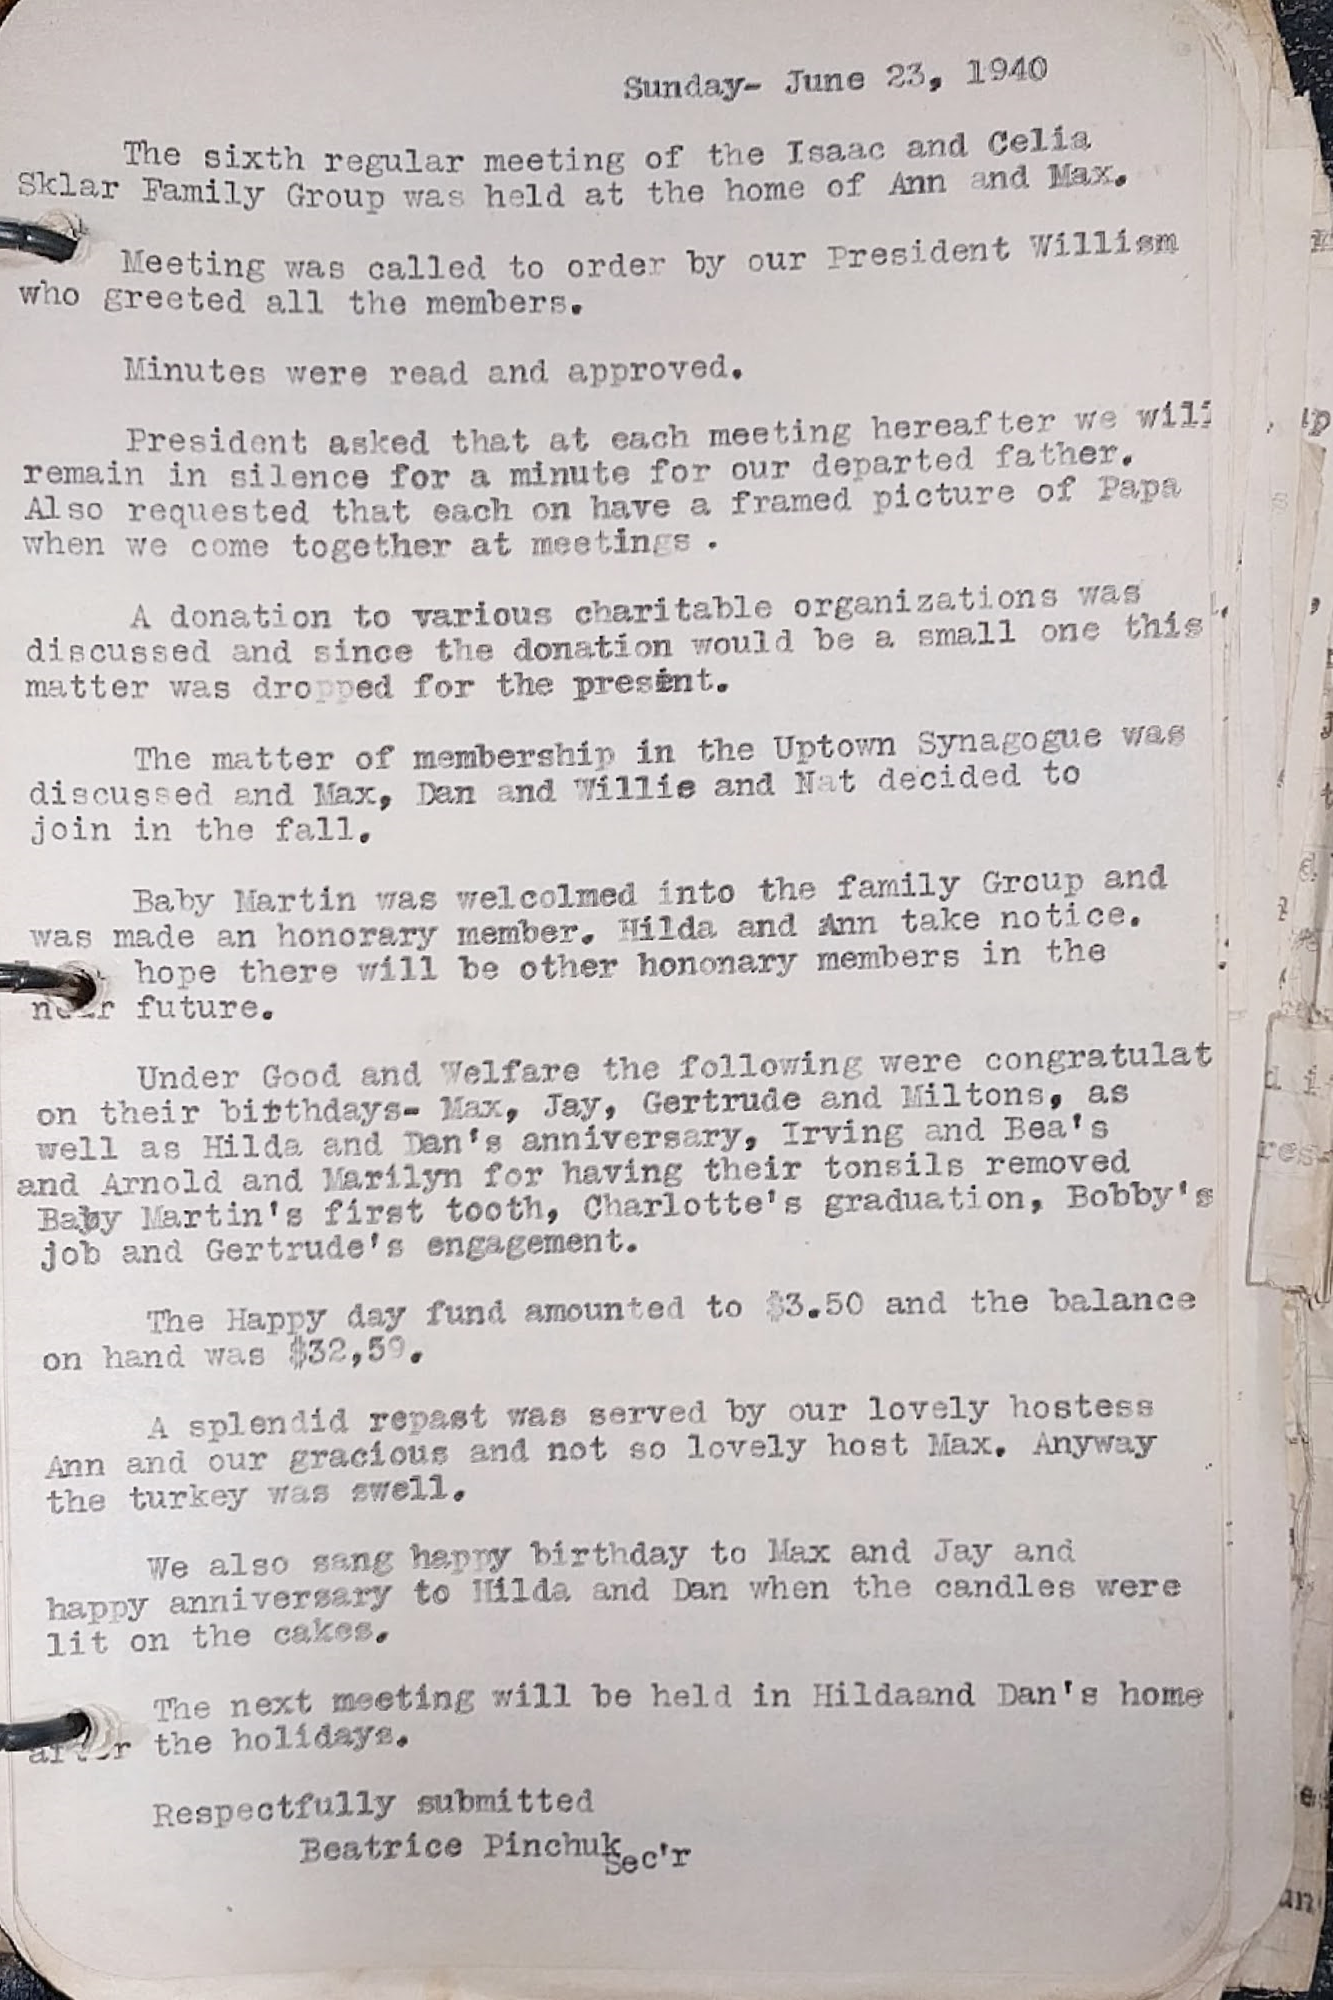 Sunday- June 23, 1940
The sixth regular meeting of the Isaac and Celia
Sklar Family Group was held at the home of Ann and Max.
Meeting was called to order by our President Williem
who greeted all the members.
Minutes were read and approved.
President asked that at each meeting hereafter we will
remain in silence for a minute for our departed father.
Also requested that each on have a framed picture of Papa
when we come together at meetings .
A donation to various charitable organizations was
discussed and since the donation would be a small one this
matter was dropped for the present.
The matter of membership in the Uptown Synagogue was
discussed and Max, Dan and Willie and Nat decided to
join in the fall.
Baby Martin was welcolmed into the family Group and
was made an honorary member. Hilda and Ann take notice.
hope there will be other hononary members in the
near future.
Under Good and Welfare the following were congratulat
on their birthdays- Max, Jay, Gertrude and Miltons, as
well as Hilda and Dan's anniversary, Irving and Bea's
and Arnold and Marilyn for having their tonsils removed
Baby Martin's first tooth, Charlotte's graduation, Bobby's
job and Gertrude's engagement.
The Happy day fund amounted to $3.50 and the balance
on hand was $32,59.
A splendid repast was served by our lovely hostess
Ann and our gracious and not so lovely host Max. Anyway
the turkey was swell.
We also sang happy birthday to Max and Jay and
happy anniversary to Hilda and Dan when the candles were
lit on the cakes.
The next meeting will be held in Hildaand Dan's home
after the holidays.
Respectfully submitted
Beatrice Pinchuk
Sec'r